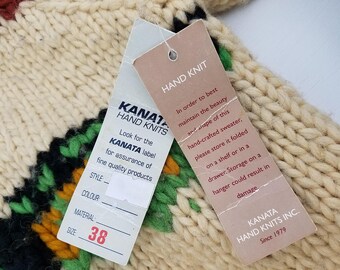 KANATA
HAND KNITS
Look for the
KANATA label
for assurance of
fine quality products
STYLE
COLOUR
MATERIAL
SIZE 38
HAND KNIT
In order to best
maintain the beauty
and shape of this
hand-crafted sweater,
please store it folded
on a shelf or in a
drawer. Storage on a
hanger could result in
damage.
KANATA
HAND KNITS INC.
Since 1979